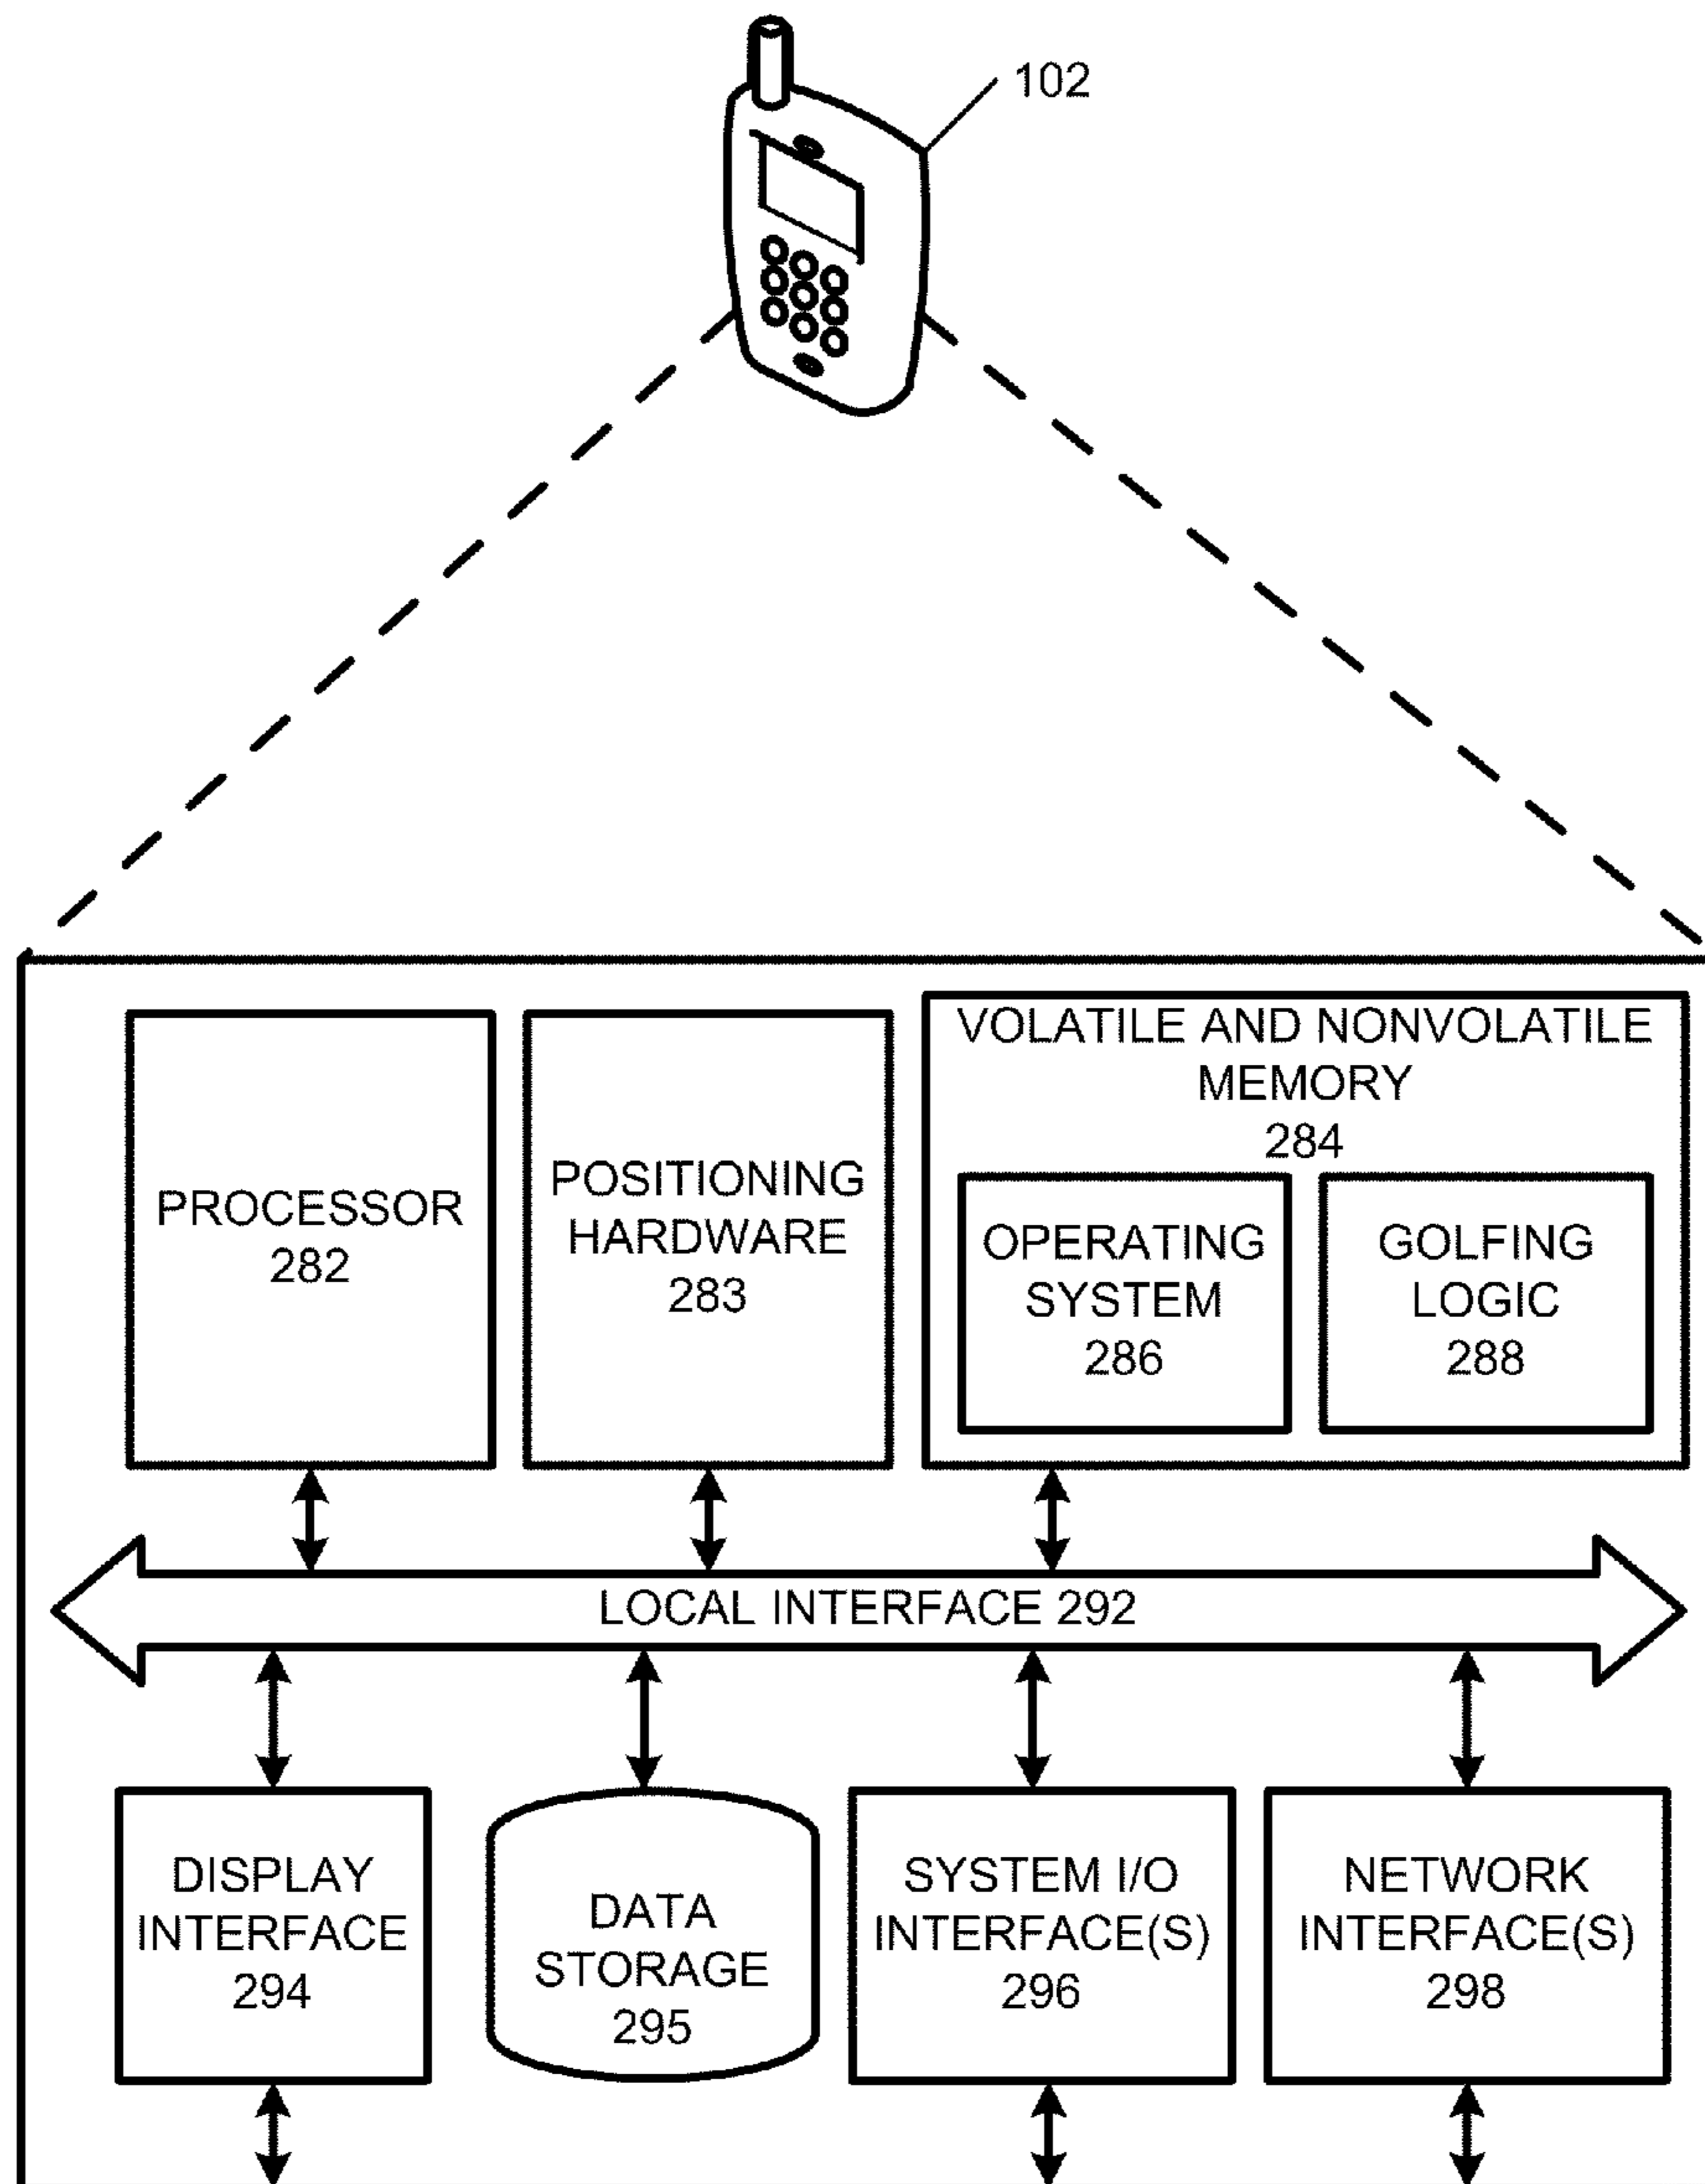 102
VOLATILE AND NONVOLATILE
MEMORY
284
PROCESSOR
282
POSITIONING
HARDWARE
283
OPERATING
SYSTEM
286
GOLFING
LOGIC
288
LOCAL INTERFACE 292
DISPLAY
INTERFACE
294
DATA
STORAGE
295
SYSTEM I/O
INTERFACE(S)
296
NETWORK
INTERFACE(S)
298